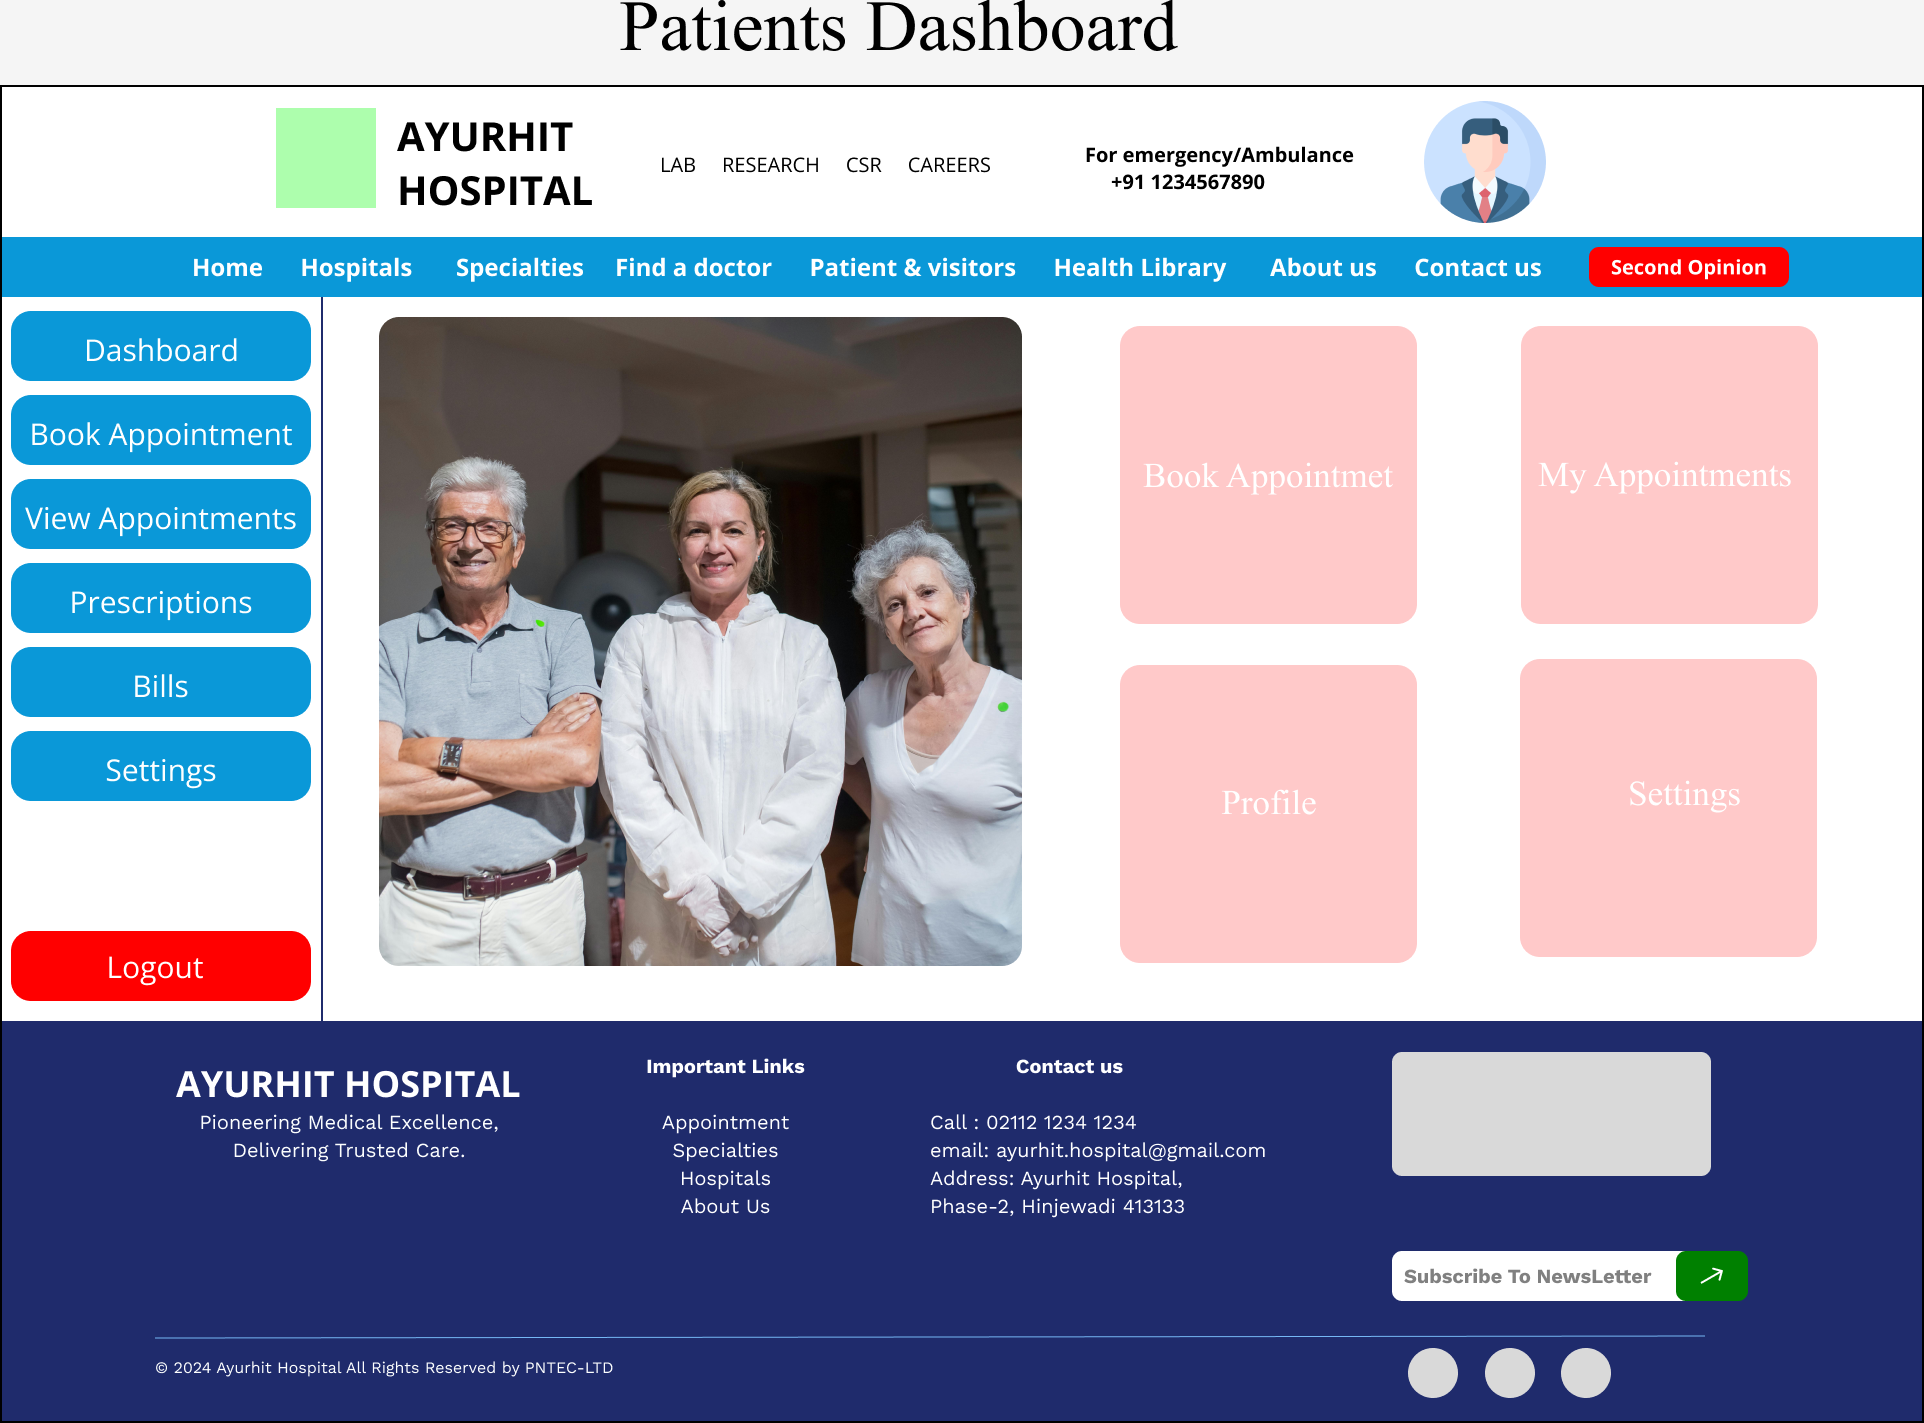 Patients Dashboard
AYURHIT
HOSPITAL
LAB RESEARCH CSR CAREERS
For emergency/Ambulance
+91 1234567890
Home Hospitals Specialties Find a doctor Patient & visitors Health Library About us Contact us Second Opinion
Dashboard
Book Appointment
View Appointments
Prescriptions
Bills
Settings
Logout
Book Appointmet
My Appointments
Profile
Settings
AYURHIT HOSPITAL
Pioneering Medical Excellence,
Delivering Trusted Care.
Important Links
Appointment
Specialties
Hospitals
About Us
Contact us
Call : 02112 1234 1234
email: ayurhit.hospital@gmail.com
Address: Ayurhit Hospital,
Phase-2, Hinjewadi 413133
Subscribe To NewsLetter
© 2024 Ayurhit Hospital All Rights Reserved by PNTEC-LTD